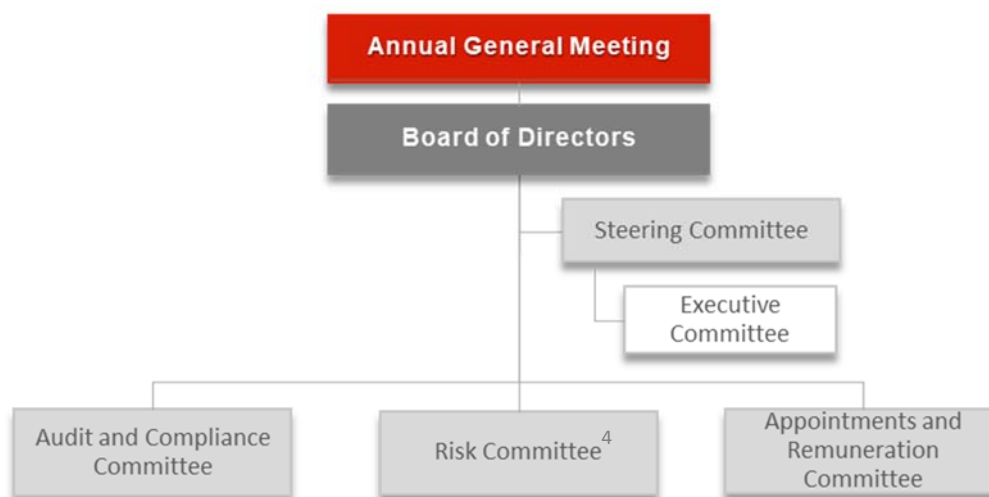 Annual General Meeting
Board of Directors
Steering Committee
Executive
Committee
Audit and Compliance
Committee
Risk Committee4
Appointments and
Remuneration
Committee